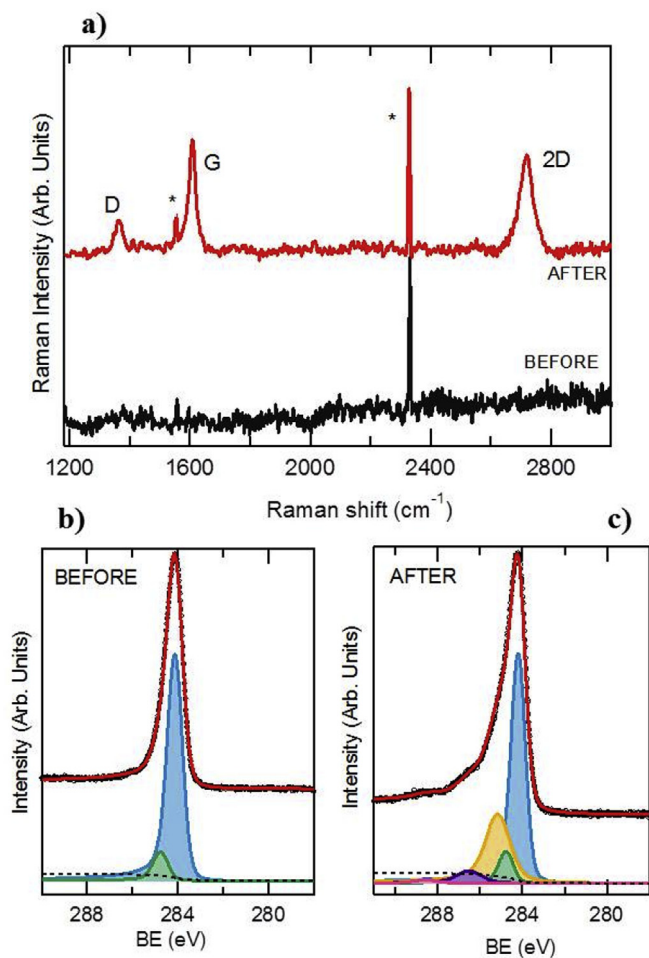 a)
Raman Intensity (Arb. Units)
D
*
G
*
2D
AFTER
BEFORE
1200 1600 2000 2400 2800
Raman shift (cm⁻¹)
b)
BEFORE
Intensity (Arb. Units)
288 284 280
BE (eV)
c)
AFTER
Intensity (Arb. Units)
288 284 280
BE (eV)